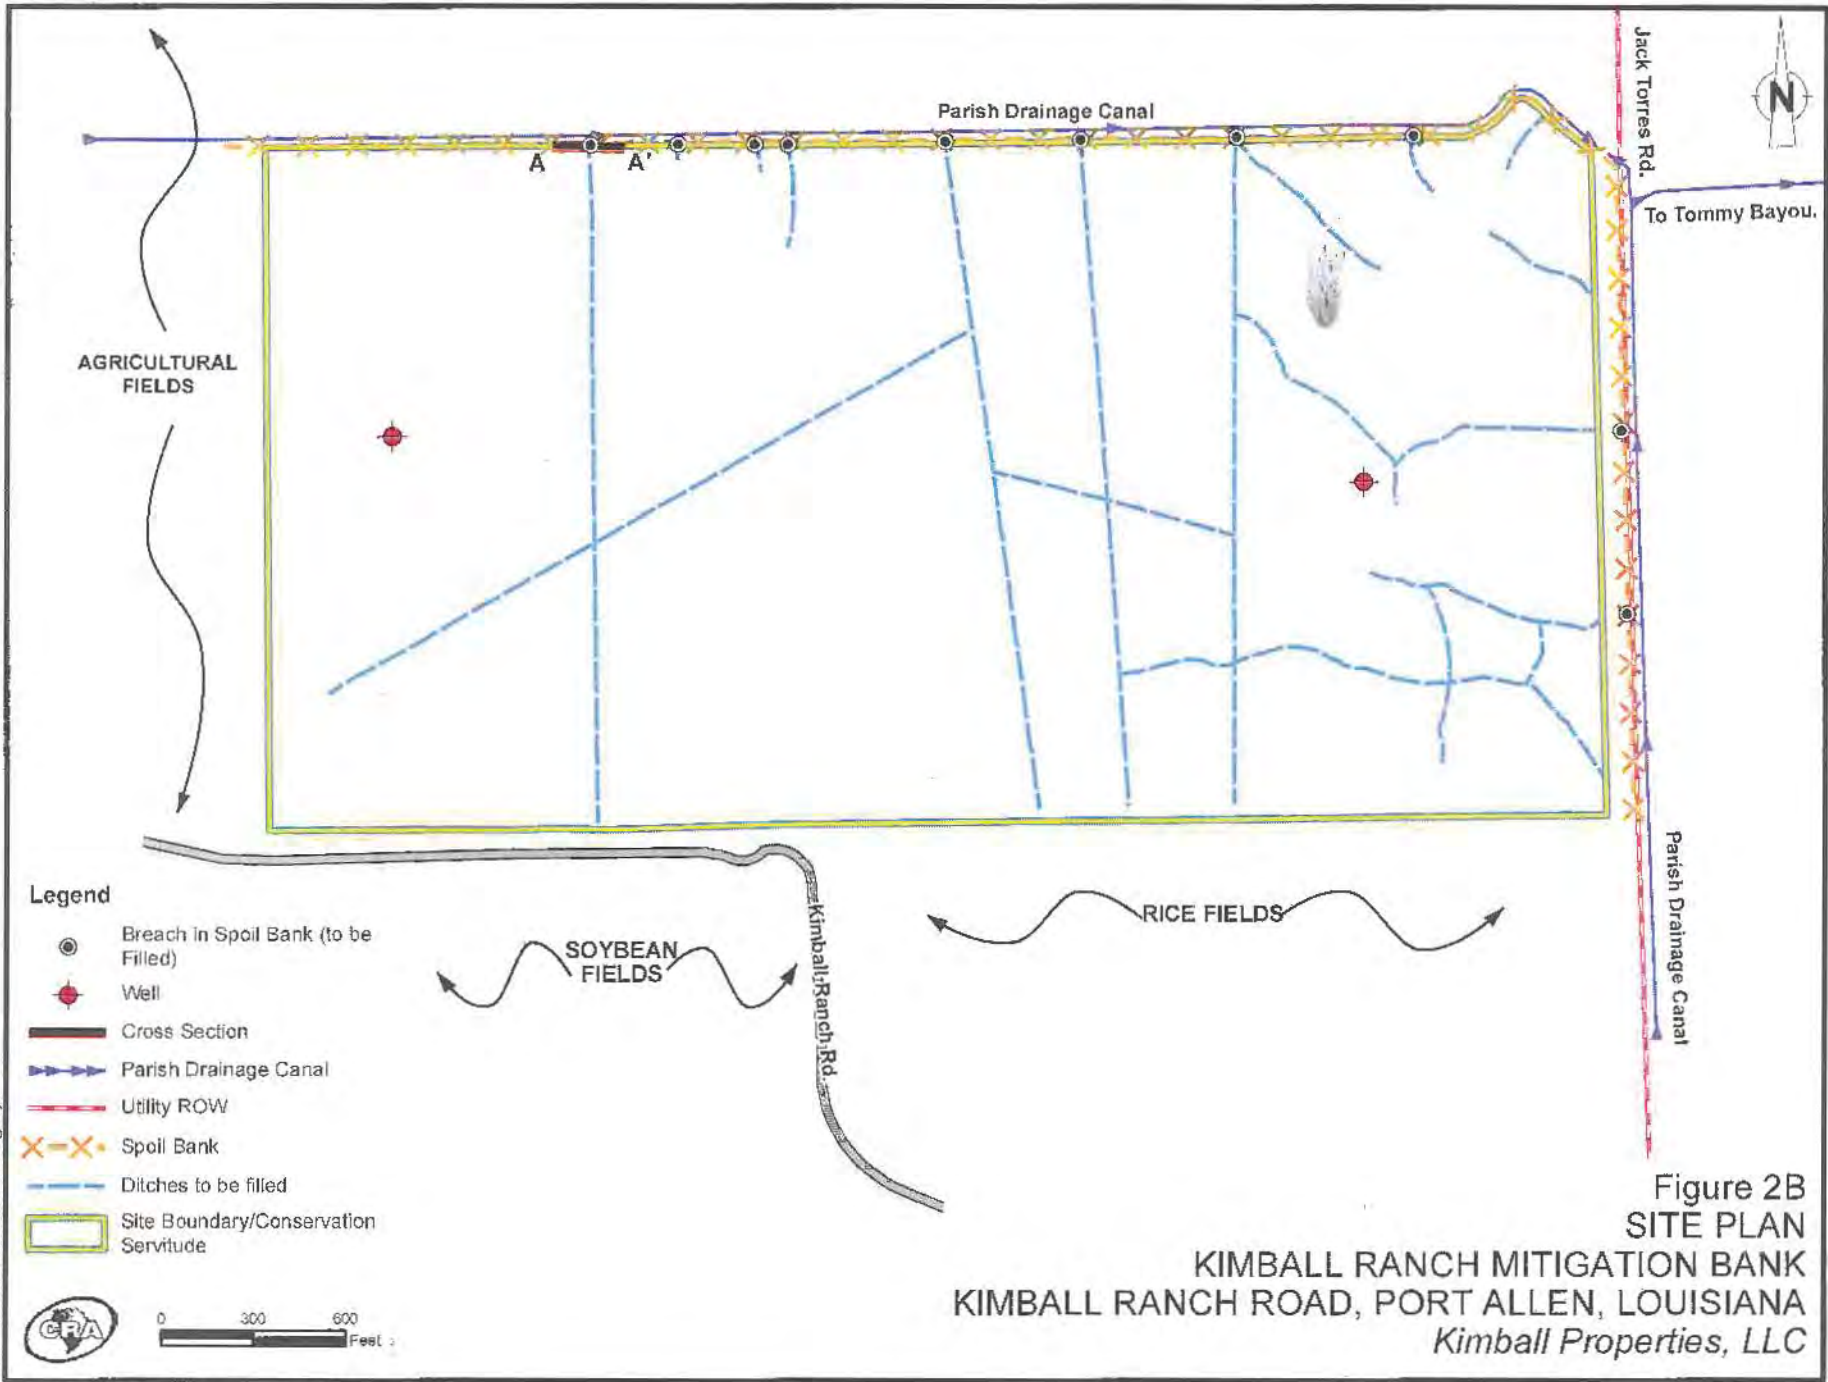 Parish Drainage Canal
Jack Torres Rd.
N
A
A'
To Tommy Bayou.
AGRICULTURAL
FIELDS
Parish Drainage Canal
Kimball Ranch Rd.
RICE FIELDS
SOYBEAN
FIELDS
Legend
Breach in Spoil Bank (to be
Filled)
Well
Cross Section
Parish Drainage Canal
Utility ROW
Spoil Bank
Ditches to be filled
Site Boundary/Conservation
Servitude
CRA
0 300 600
Feet
Figure 2B
SITE PLAN
KIMBALL RANCH MITIGATION BANK
KIMBALL RANCH ROAD, PORT ALLEN, LOUISIANA
Kimball Properties, LLC